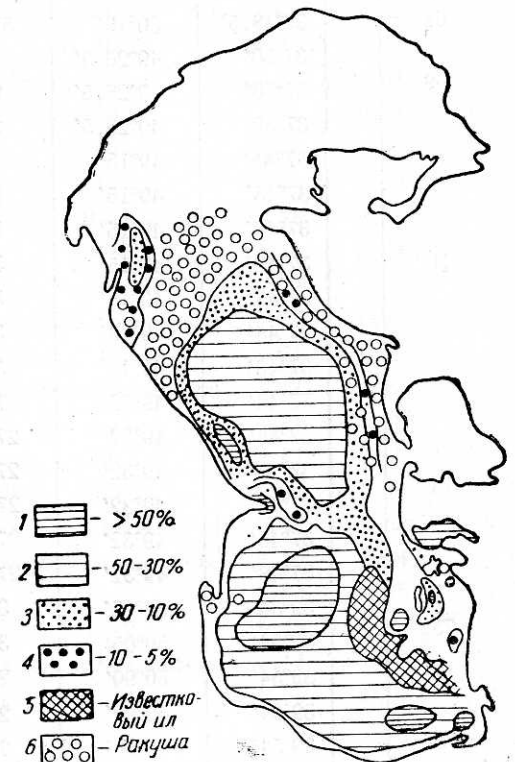 1 - > 50%
2 - 50-30%
3 - 30-10%
4 - 10-5%
5 - Известко-
вый ил
6 - Ракуша